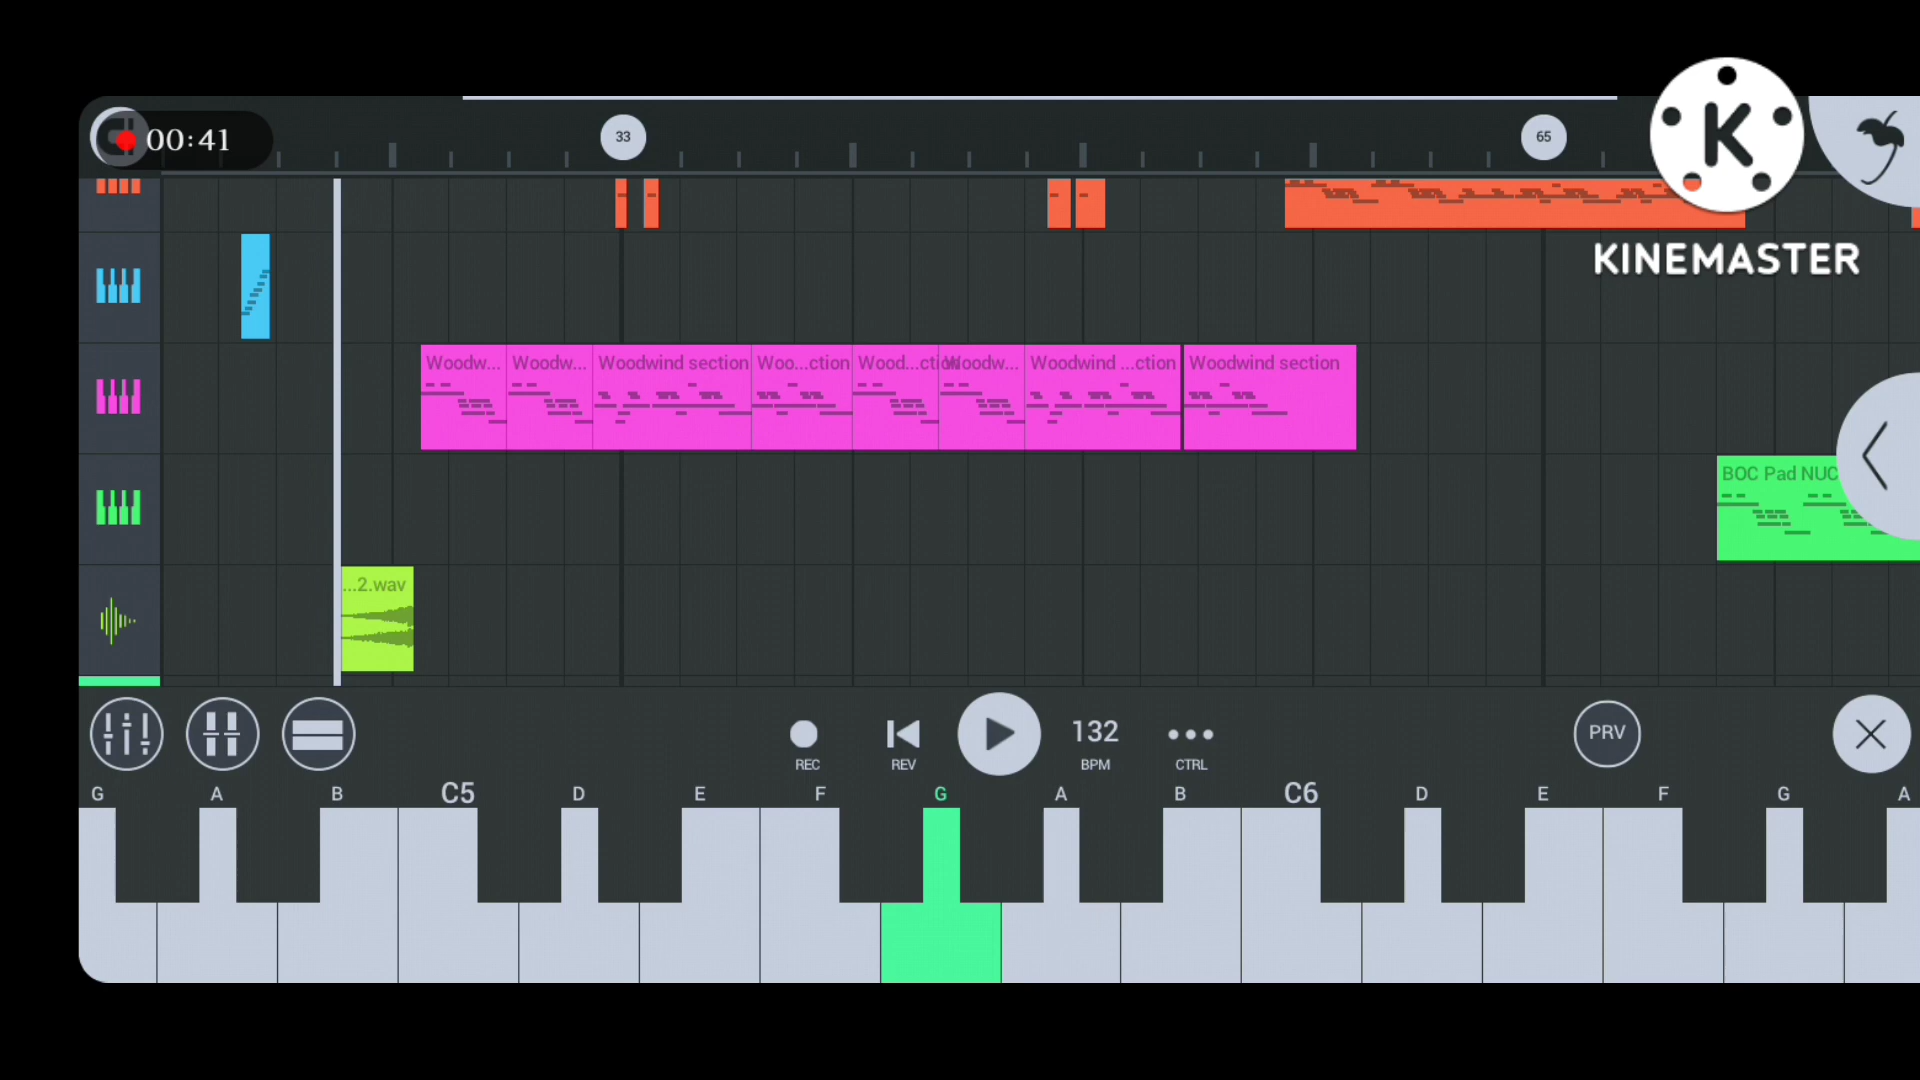 00:41
33
65
K
KINEMASTER
Woodw...
Woodw...
Woodwind section
Woo...ction
Wood...ction
Woodw...
Woodwind ...ction
Woodwind section
BOC Pad NUC
...2.wav
132
PRV
REC
REV
BPM
CTRL
G A B C5 D E F G A B C6 D E F G A